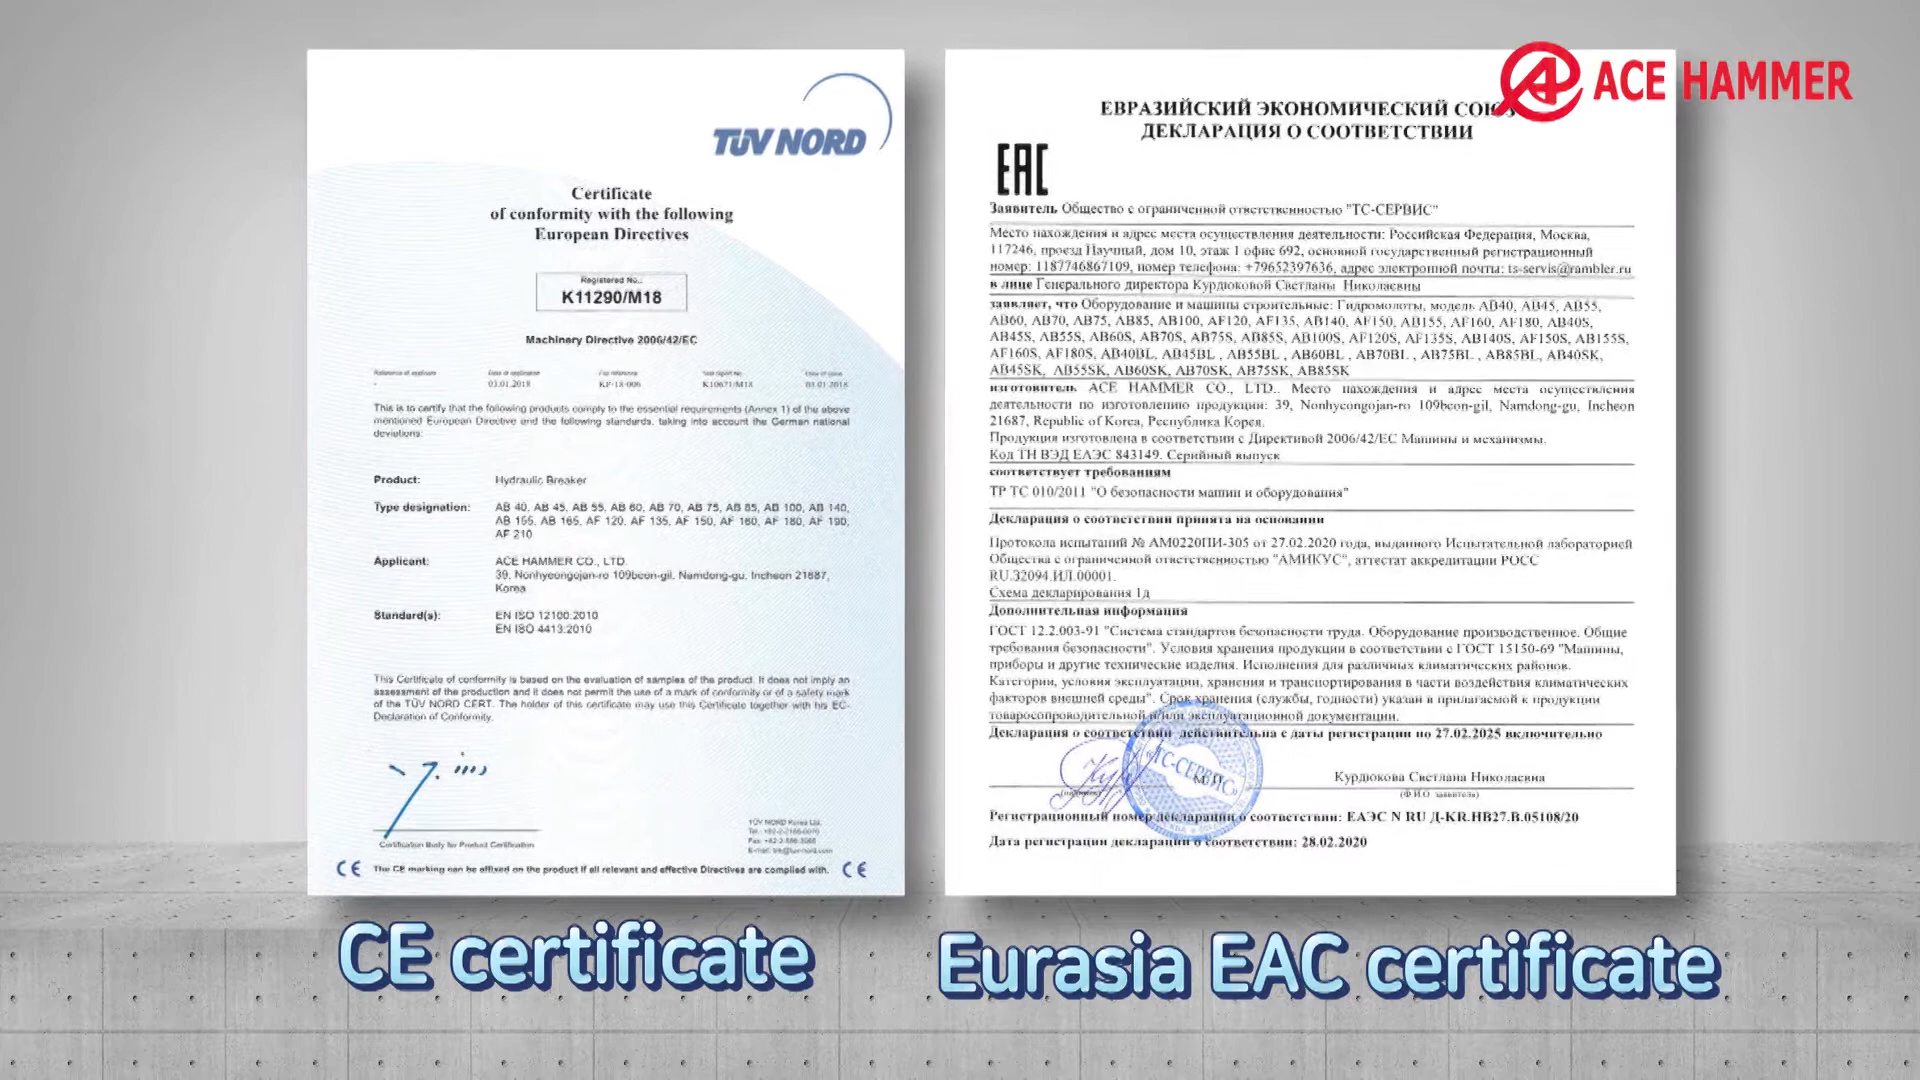 ACE HAMMER
TÜV NORD
Certificate
of conformity with the following
European Directives
Registered No.:
K11290/M18
Machinery Directive 2006/42/EC
Date of application
File reference
Test report No.
Date of issue
-
03.01.2018
KP-18-006
K10671/M18
03.01.2018
This is to certify that the following products comply to the essential requirements (Annex 1) of the above
mentioned European Directive and the following standards, taking into account the German national
deviations:
Product: Hydraulic Breaker
Type designation: AB 40, AB 45, AB 55, AB 60, AB 70, AB 75, AB 85, AB 100, AB 140,
AB 155, AB 165, AF 120, AF 135, AF 150, AF 160, AF 180, AF 190,
AF 210
Applicant: ACE HAMMER CO., LTD.
39, Nonhyeongojan-ro 109beon-gil, Namdong-gu, Incheon 21687,
Korea
Standard(s): EN ISO 12100:2010
EN ISO 4413:2010
This Certificate of conformity is based on the evaluation of samples of the product. It does not imply an
assessment of the production and it does not permit the use of a mark of conformity or of a safety mark
of the TÜV NORD CERT. The holder of this certificate may use this Certificate together with his EC-
Declaration of Conformity.
Certification Body for Product Certification
TÜV NORD Korea Ltd.
CE The CE marking can be affixed on the product if all relevant and effective Directives are complied with. CE
CE certificate
ЕВРАЗИЙСКИЙ ЭКОНОМИЧЕСКИЙ СОЮЗ
ДЕКЛАРАЦИЯ О СООТВЕТСТВИИ
EAC
Заявитель Общество с ограниченной ответственностью "ТС-СЕРВИС"
Место нахождения и адрес места осуществления деятельности: Российская Федерация, Москва,
117246, проезд Научный, дом 10, этаж 1 офис 692, основной государственный регистрационный
номер: 1187746867109, номер телефона: +79652397636, адрес электронной почты: ts-servis@rambler.ru
в лице Генерального директора Курдюковой Светланы Николаевны
заявляет, что Оборудование и машины строительные: Гидромолоты, модель AB40, AB45, AB55,
AB60, AB70, AB75, AB85, AB100, AF120, AF135, AB140, AF150, AB155, AF160, AF180, AB40S,
AB45S, AB55S, AB60S, AB70S, AB75S, AB85S, AB100S, AF120S, AF135S, AB140S, AF150S, AB155S,
AF160S, AF180S, AB40BL, AB45BL , AB55BL , AB60BL , AB70BL , AB75BL , AB85BL, AB40SK,
AB45SK, AB55SK, AB60SK, AB70SK, AB75SK, AB85SK
изготовитель ACE HAMMER CO., LTD.. Место нахождения и адрес места осуществления
деятельности по изготовлению продукции: 39, Nonhyeongojan-ro 109beon-gil, Namdong-gu, Incheon
21687, Republic of Korea, Республика Корея.
Продукция изготовлена в соответствии с Директивой 2006/42/EC Машины и механизмы.
Код ТН ВЭД ЕАЭС 843149. Серийный выпуск
соответствует требованиям
ТР ТС 010/2011 "О безопасности машин и оборудования"
Декларация о соответствии принята на основании
Протокола испытаний № АМ0220ПИ-305 от 27.02.2020 года, выданного Испытательной лабораторией
Общества с ограниченной ответственностью "АМИКУС", аттестат аккредитации РОСС
RU.32094.ИЛ.00001.
Схема декларирования 1д
Дополнительная информация
ГОСТ 12.2.003-91 "Система стандартов безопасности труда. Оборудование производственное. Общие
требования безопасности". Условия хранения продукции в соответствии с ГОСТ 15150-69 "Машины,
приборы и другие технические изделия. Исполнения для различных климатических районов.
Категории, условия эксплуатации, хранения и транспортирования в части воздействия климатических
факторов внешней среды". Срок хранения (службы, годности) указан в прилагаемой к продукции
товаросопроводительной и/или эксплуатационной документации.
Декларация о соответствии действительна с даты регистрации по 27.02.2025 включительно
«ТС-СЕРВИС»
М.П.
Курдюкова Светлана Николаевна
(подпись)
(Ф.И.О. заявителя)
Регистрационный номер декларации о соответствии: ЕАЭС N RU Д-KR.НВ27.В.05108/20
Дата регистрации декларации о соответствии: 28.02.2020
Eurasia EAC certificate